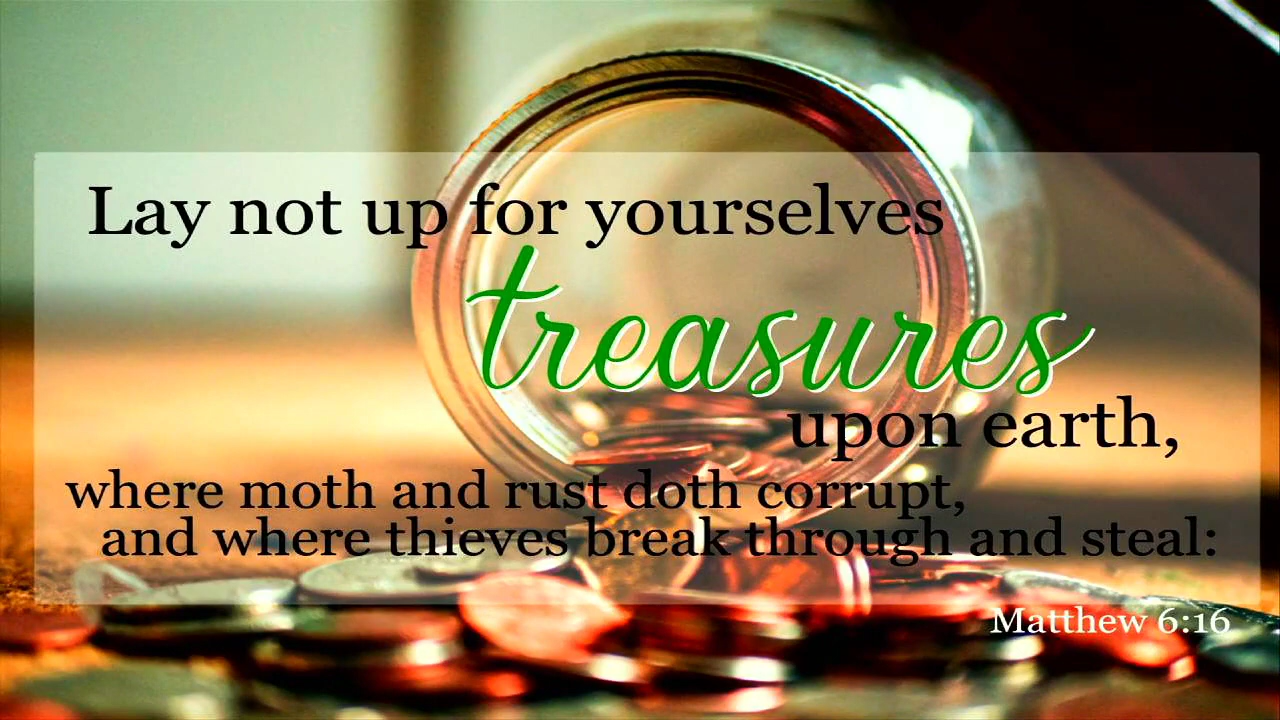 Lay not up for yourselves
treasures
upon earth,
where moth and rust doth corrupt,
and where thieves break through and steal:
Matthew 6:16